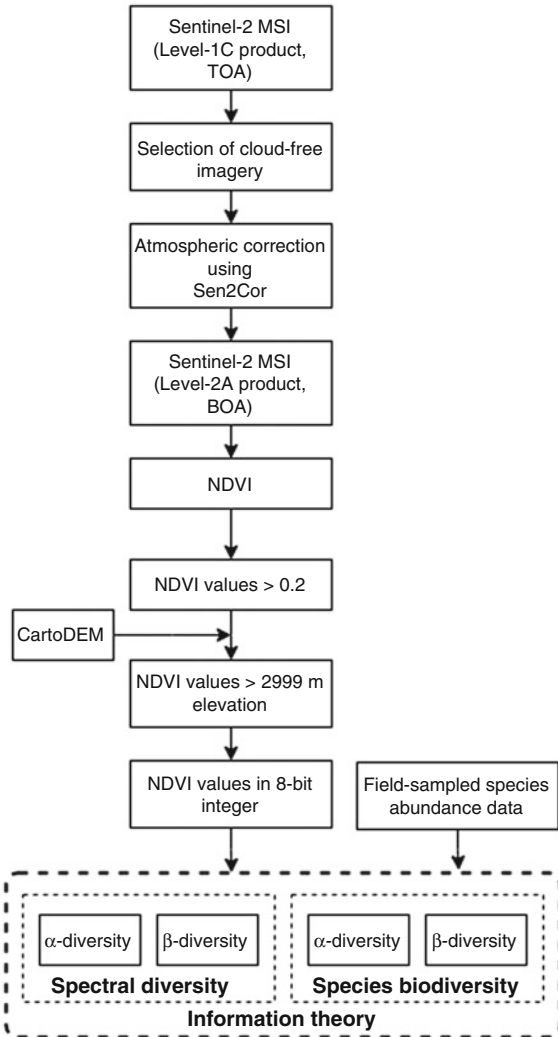 Sentinel-2 MSI
(Level-1C product,
TOA)
Selection of cloud-free
imagery
Atmospheric correction
using
Sen2Cor
Sentinel-2 MSI
(Level-2A product,
BOA)
NDVI
NDVI values > 0.2
CartoDEM
NDVI values > 2999 m
elevation
NDVI values in 8-bit
integer
Field-sampled species
abundance data
α-diversity
β-diversity
Spectral diversity
α-diversity
β-diversity
Species biodiversity
Information theory